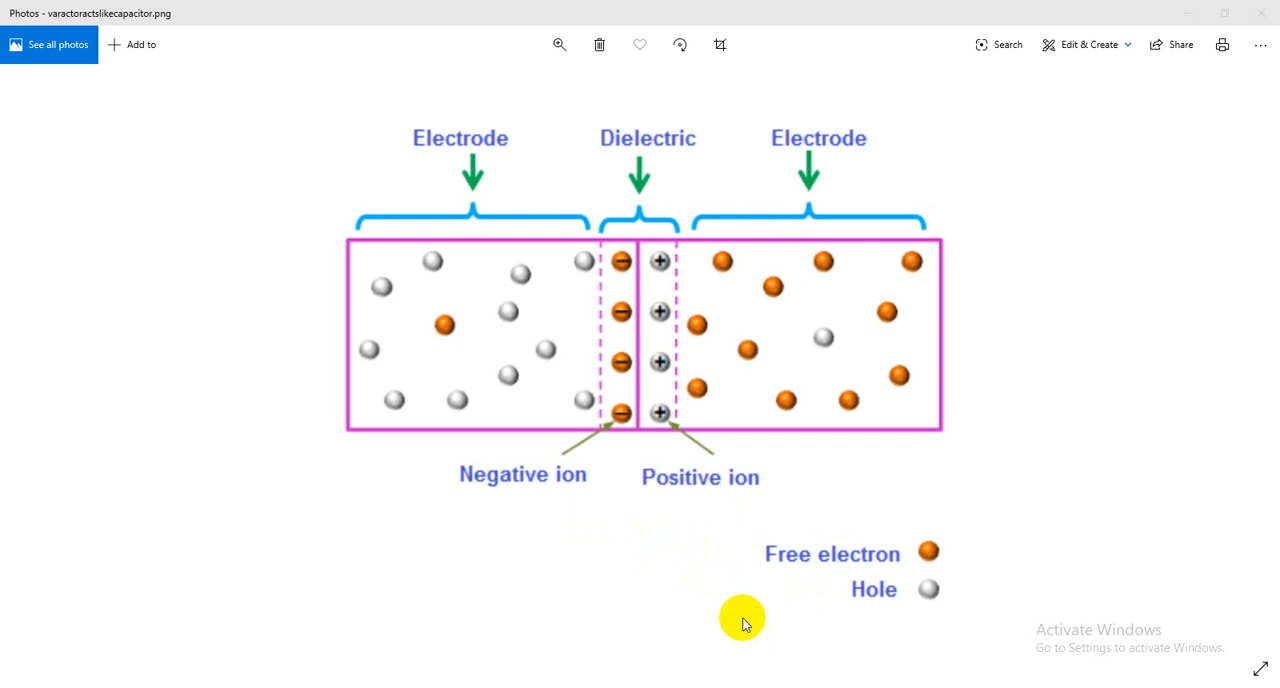 Photos - varactoractslikecapacitor.png
See all photos
Add to
Search
Edit & Create
Share
Electrode
Dielectric
Electrode
Negative ion
Positive ion
Free electron
Hole
Activate Windows
Go to Settings to activate Windows.